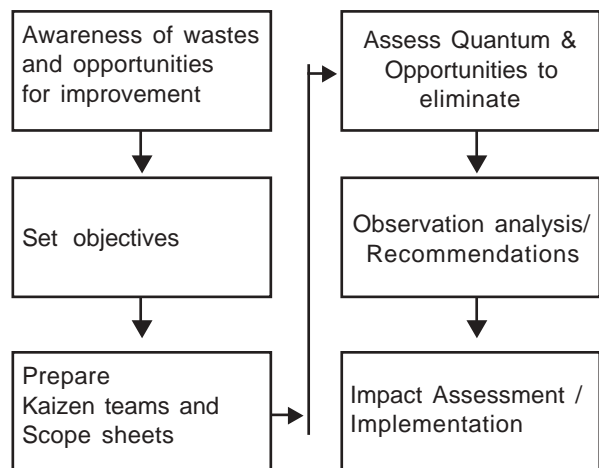 Awareness of wastes
and opportunities
for improvement
Set objectives
Prepare
Kaizen teams and
Scope sheets
Assess Quantum &
Opportunities to
eliminate
Observation analysis/
Recommendations
Impact Assessment /
Implementation